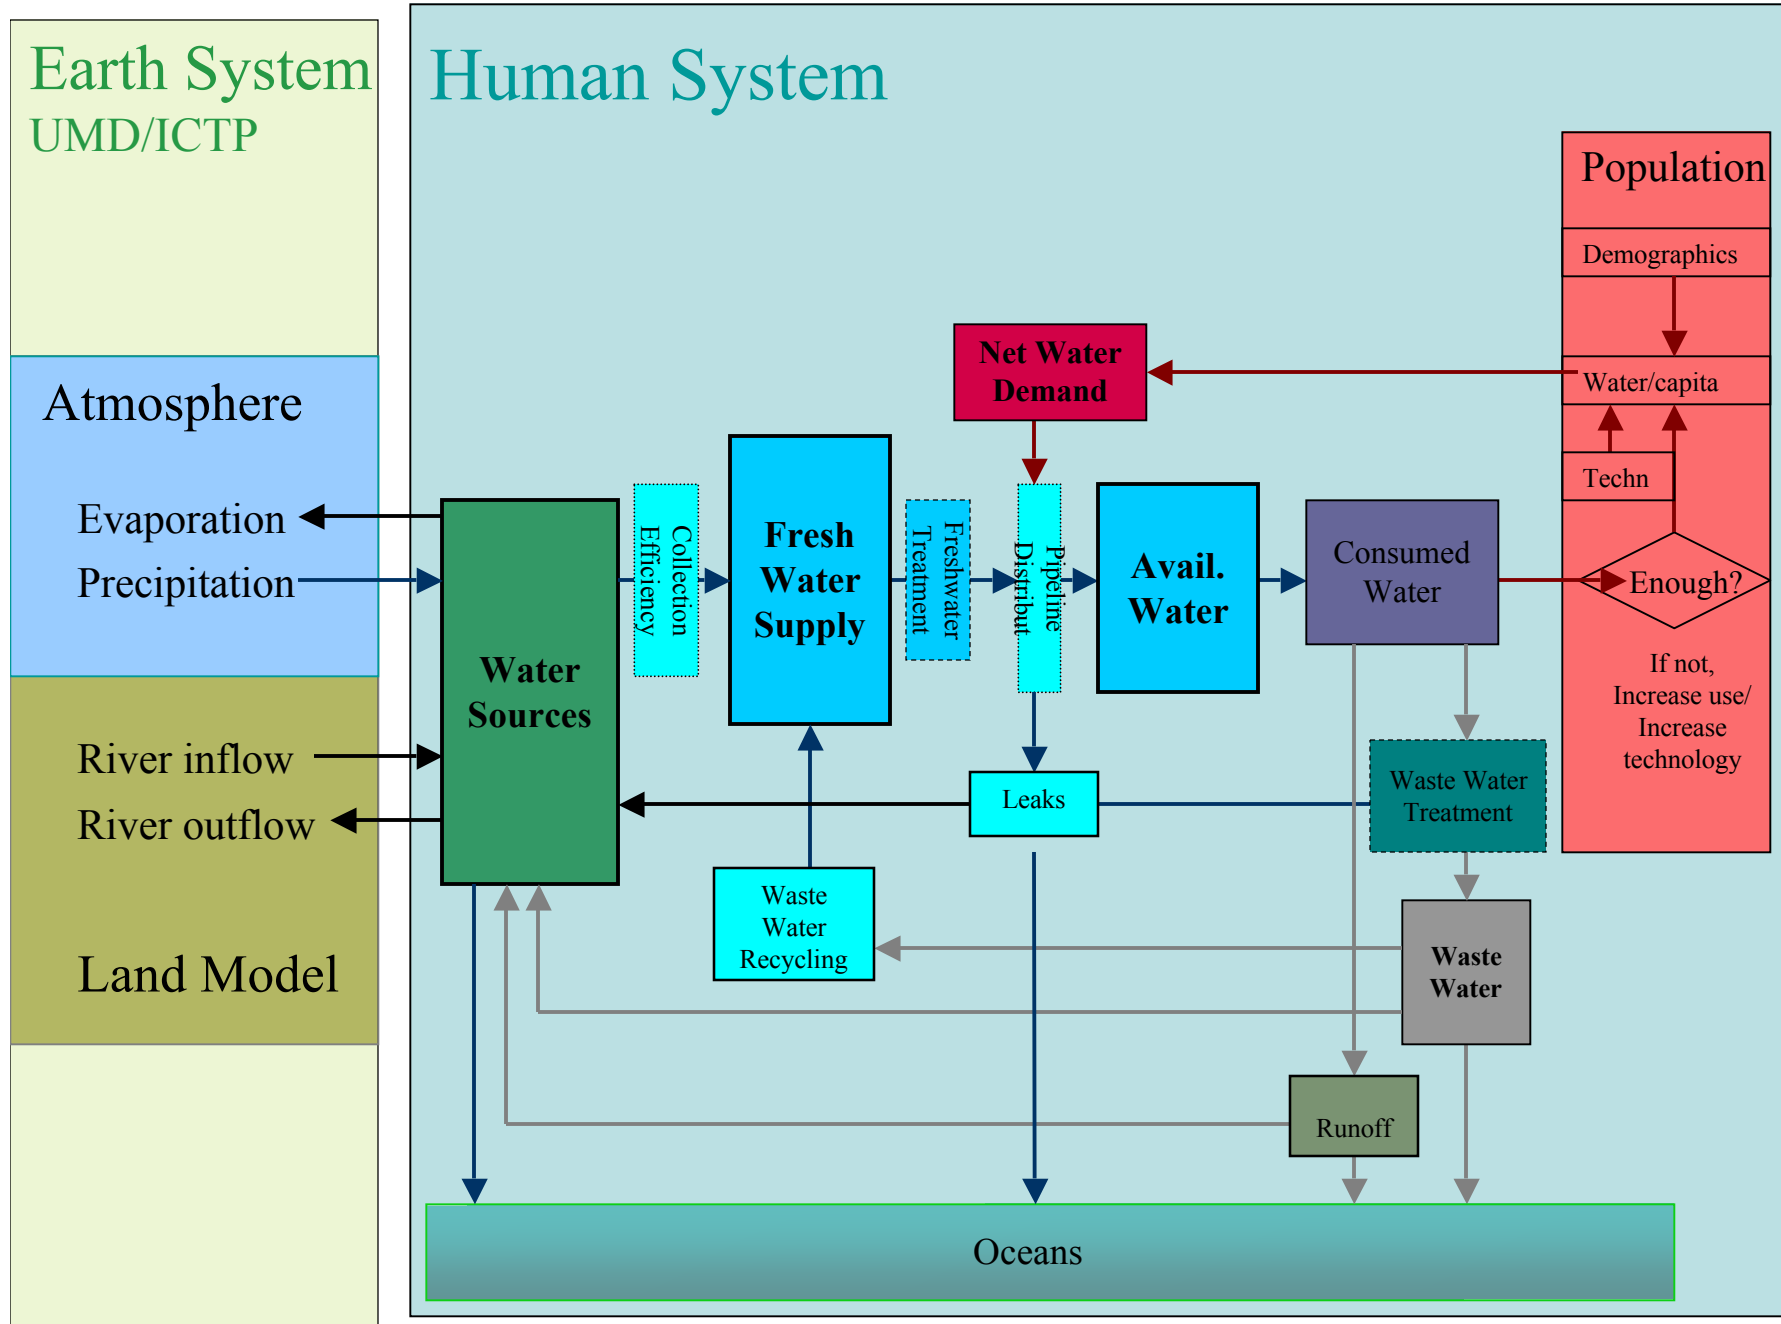 Earth System
UMD/ICTP
Human System
Population
Demographics
Water/capita
Techn
Enough?
If not,
Increase use/
Increase
technology
Net Water
Demand
Atmosphere
Evaporation
Precipitation
River inflow
River outflow
Land Model
Water
Sources
Collection
Efficiency
Fresh
Water
Supply
Freshwater
Treatment
Pipeline
Distribut
Avail.
Water
Consumed
Water
Leaks
Waste Water
Treatment
Waste
Water
Recycling
Waste
Water
Runoff
Oceans